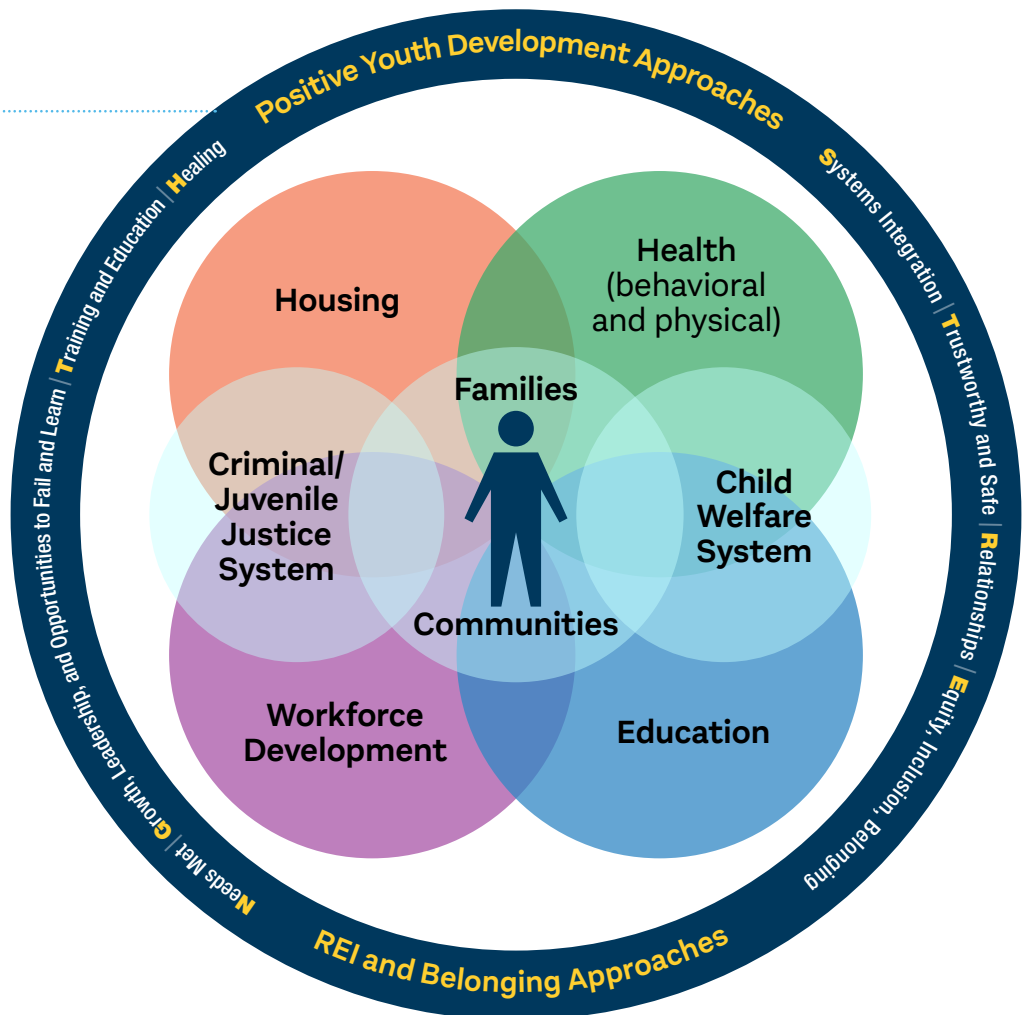 Positive Youth Development Approaches
Systems Integration | Trustworthy and Safe | Relationships | Equity, Inclusion, Belonging
Needs Met | Growth, Leadership, and Opportunities to Fail and Learn | Training and Education | Healing
REI and Belonging Approaches
Housing
Health
(behavioral
and physical)
Families
Criminal/
Juvenile
Justice
System
Child
Welfare
System
Communities
Workforce
Development
Education